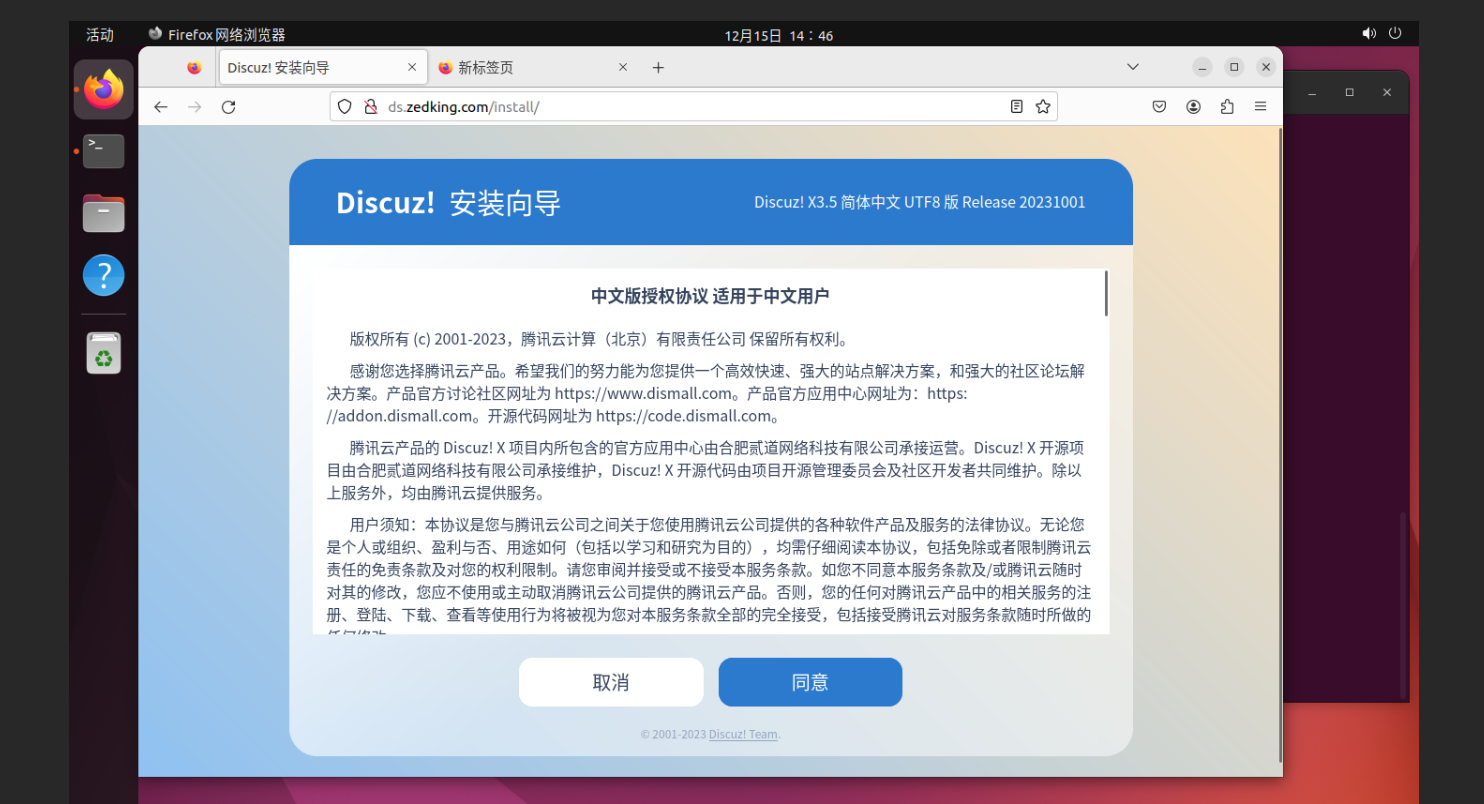 活动
Firefox 网络浏览器
12月15日 14：46
Discuz! 安装向导
新标签页
ds.zedking.com/install/
>_
Discuz! 安装向导
Discuz! X3.5 简体中文 UTF8 版 Release 20231001
中文版授权协议 适用于中文用户
版权所有 (c) 2001-2023，腾讯云计算（北京）有限责任公司 保留所有权利。
感谢您选择腾讯云产品。希望我们的努力能为您提供一个高效快速、强大的站点解决方案，和强大的社区论坛解
决方案。产品官方讨论社区网址为 https://www.dismall.com。产品官方应用中心网址为：https:
//addon.dismall.com。开源代码网址为 https://code.dismall.com。
腾讯云产品的 Discuz! X 项目内所包含的官方应用中心由合肥贰道网络科技有限公司承接运营。Discuz! X 开源项
目由合肥贰道网络科技有限公司承接维护，Discuz! X 开源代码由项目开源管理委员会及社区开发者共同维护。除以
上服务外，均由腾讯云提供服务。
用户须知：本协议是您与腾讯云公司之间关于您使用腾讯云公司提供的各种软件产品及服务的法律协议。无论您
是个人或组织、盈利与否、用途如何（包括以学习和研究为目的），均需仔细阅读本协议，包括免除或者限制腾讯云
责任的免责条款及对您的权利限制。请您审阅并接受或不接受本服务条款。如您不同意本服务条款及/或腾讯云随时
对其的修改，您应不使用或主动取消腾讯云公司提供的腾讯云产品。否则，您的任何对腾讯云产品中的相关服务的注
册、登陆、下载、查看等使用行为将被视为您对本服务条款全部的完全接受，包括接受腾讯云对服务条款随时所做的
取消
同意
© 2001-2023 Discuz! Team.